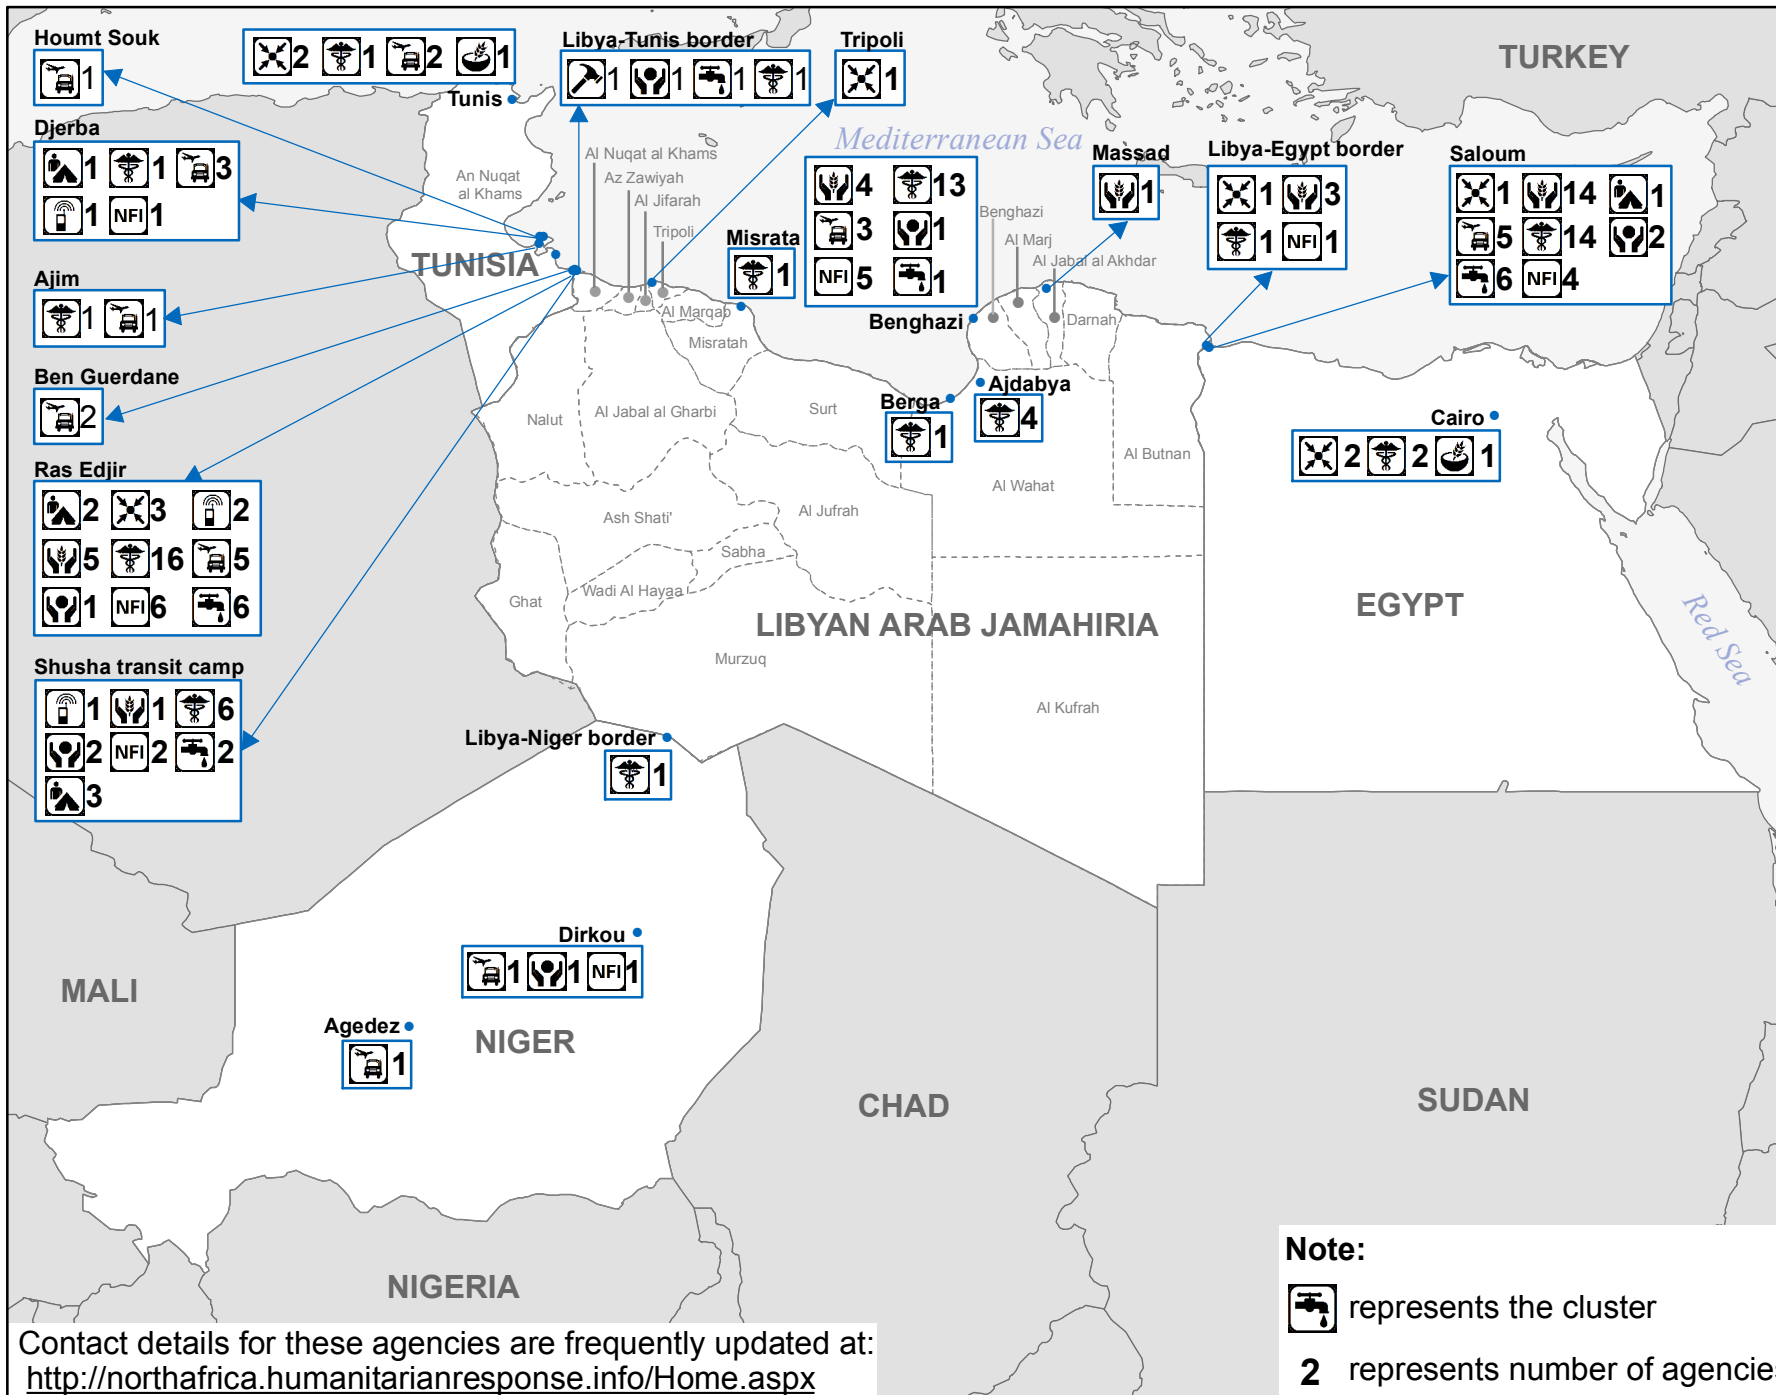 Houmt Souk
1
2 1 2 1
Tunis
Libya-Tunis border
1 1 1 1
Tripoli
1
TURKEY
Mediterranean Sea
Djerba
1 1 3
1 NFI 1
An Nuqat
al Khams
Al Nuqat al Khams
Az Zawiyah
Al Jifarah
Tripoli
TUNISIA
Misrata
1
4 13
3 1
NFI 5 1
Benghazi
Benghazi
Al Marj
Al Jabal al Akhdar
Massad
1
Libya-Egypt border
1 3
1 NFI 1
Saloum
1 14 1
5 14 2
6 NFI 4
Ajim
1 1
Al Marqab
Misratah
Darnah
Ben Guerdane
2
Nalut
Al Jabal al Gharbi
Surt
Berga
1
Ajdabya
4
Al Butnan
Al Wahat
Cairo
2 2 1
Ras Edjir
2 3 2
5 16 5
1 NFI 6 6
Ash Shati'
Al Jufrah
Sabha
Wadi Al Hayaa
Ghat
LIBYAN ARAB JAMAHIRIA
EGYPT
Red Sea
Murzuq
Al Kufrah
Shusha transit camp
1 1 6
2 NFI 2 2
3
Libya-Niger border
1
Dirkou
1 1 NFI 1
MALI
Agedez
1
NIGER
CHAD
SUDAN
NIGERIA
Note:
represents the cluster
2 represents number of agencies
Contact details for these agencies are frequently updated at:
http://northafrica.humanitarianresponse.info/Home.aspx